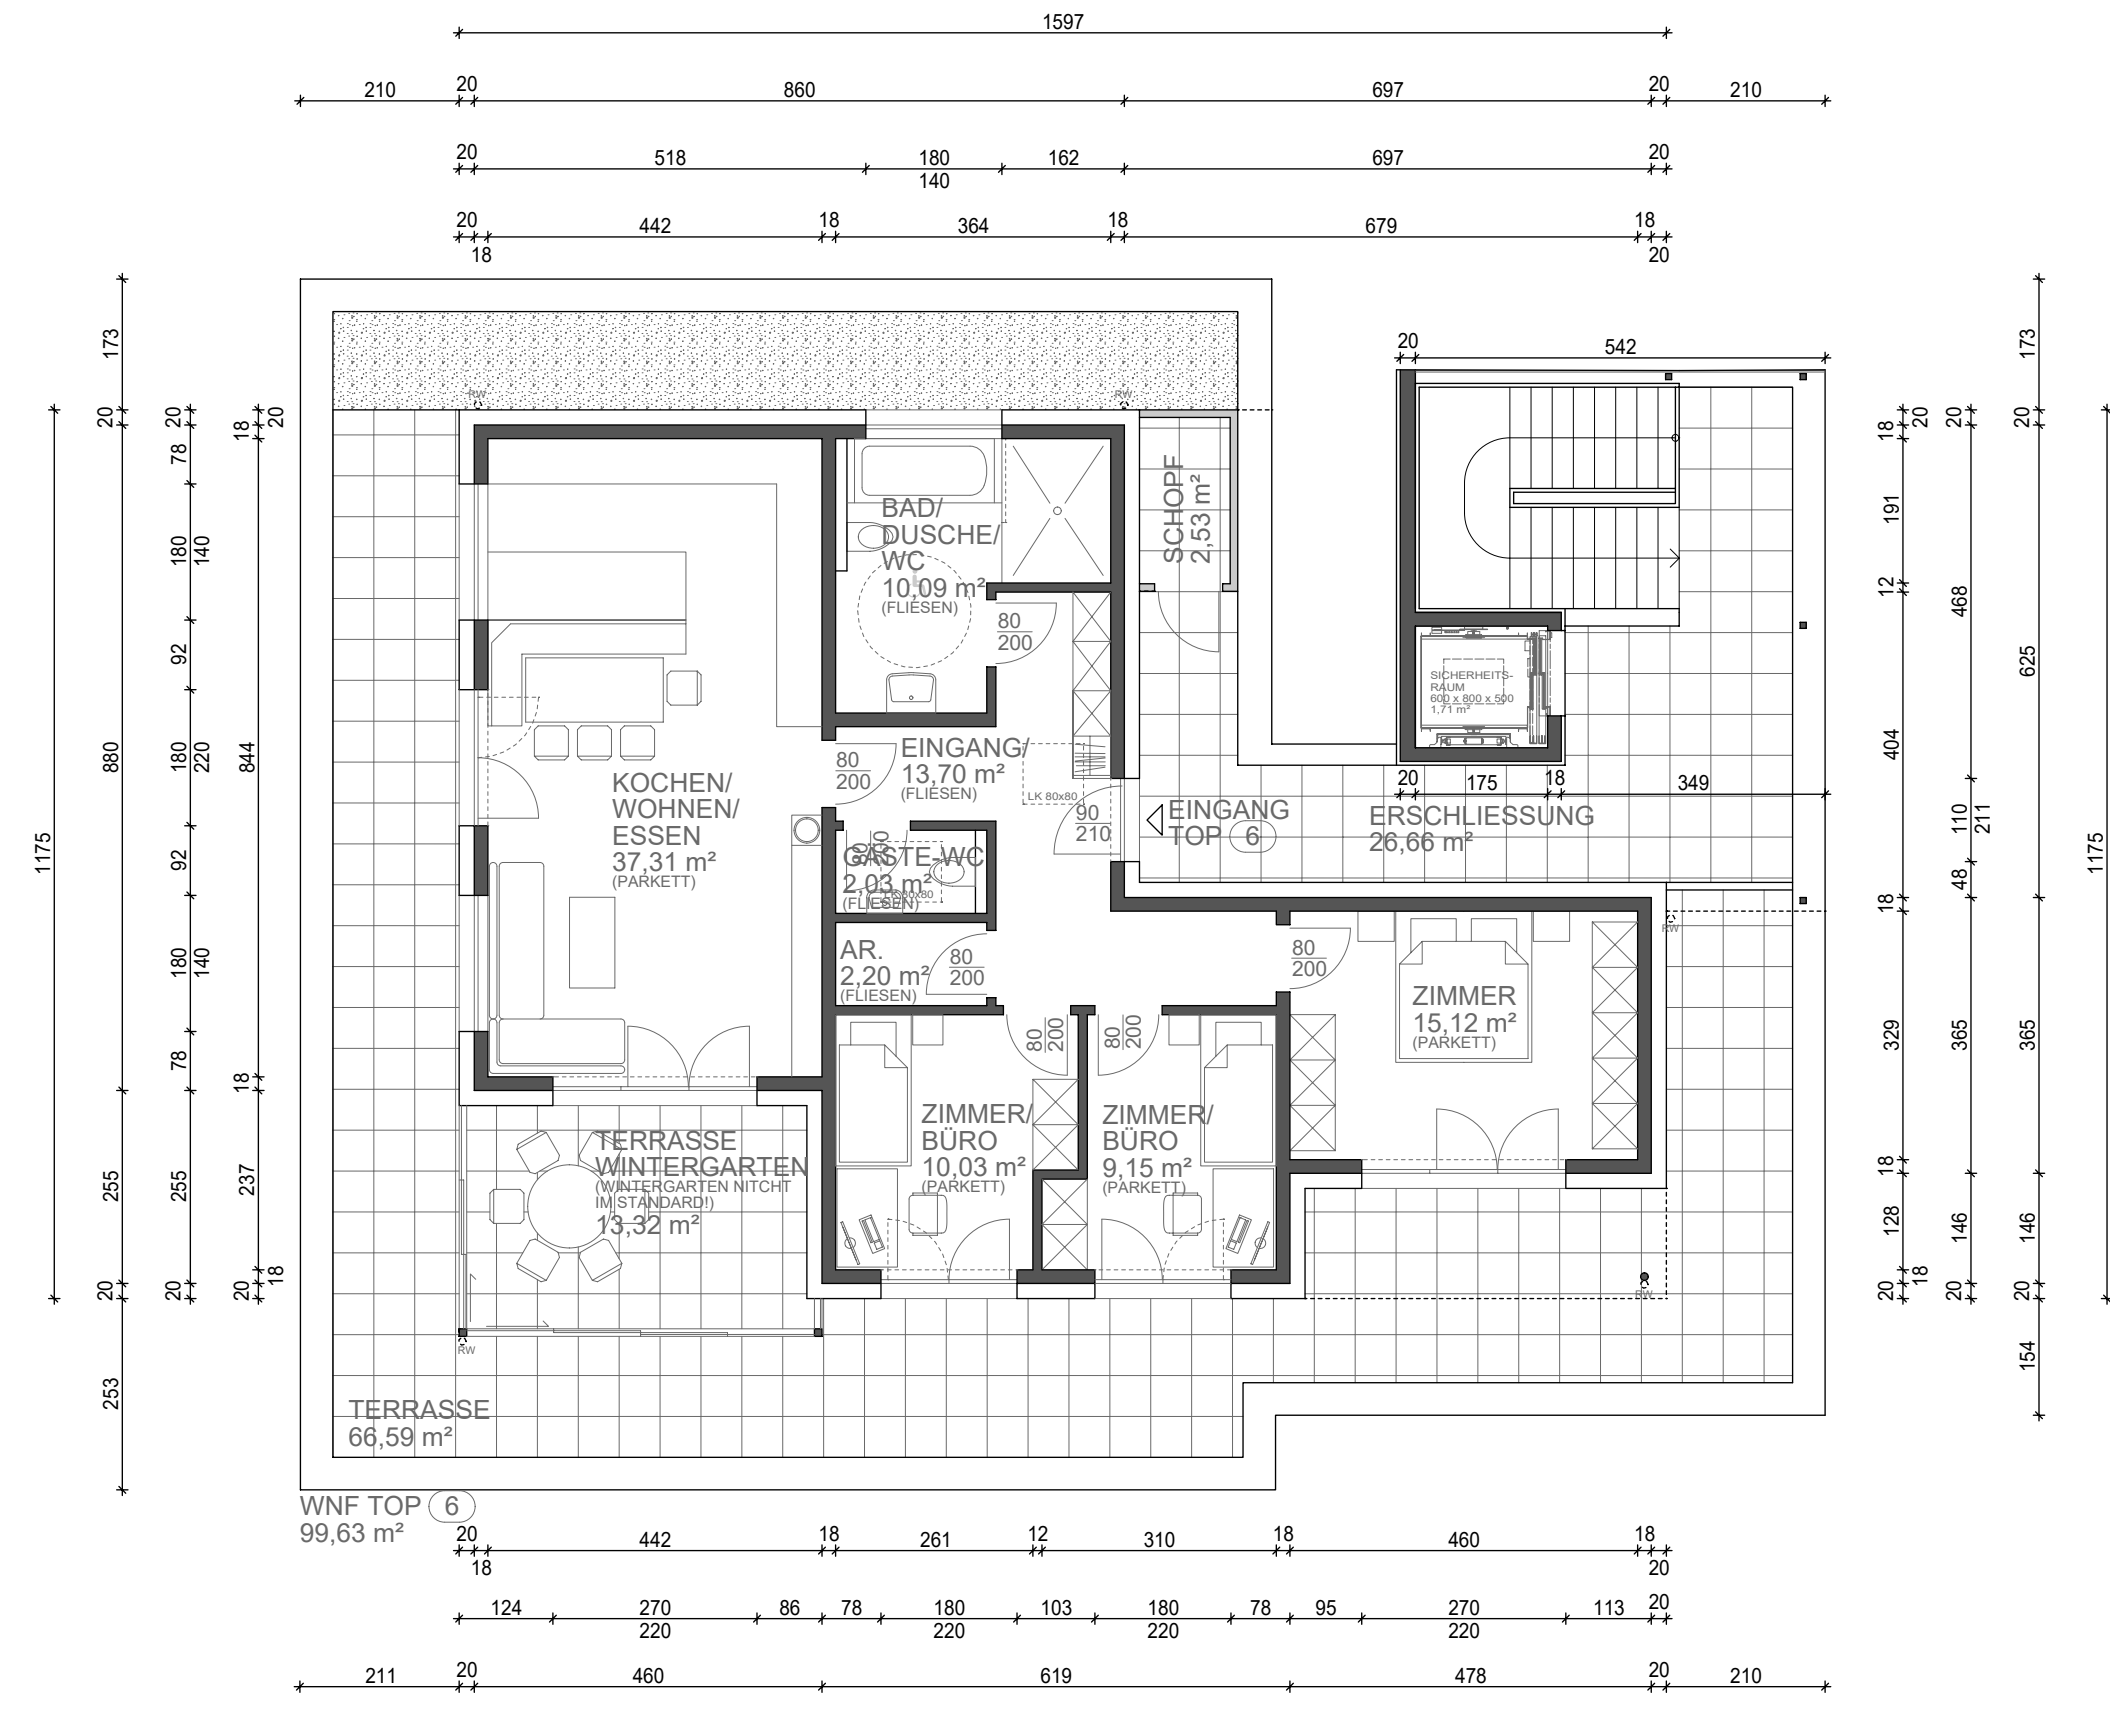 1597
210 20 860 697 20 210
20 518 180 162 697 20
140
20 442 18 364 18 679 18
18 20
20 542
173 20 880 255 20 253
1175
20 78 180 92 180 92 180 78 255 20
140 220 140
20 18 844 18 237 20 18
RW
RW
SCHOPF
2,53 m²
BAD/
DUSCHE/
WC
10,09 m²
(FLIESEN)
80
200
SICHERHEITS-
RAUM
600 x 800 x 500
1,71 m²
20 175 18 349
EINGANG/
13,70 m²
(FLIESEN)
LK 80x80
80
200
90
210
EINGANG
TOP 6
ERSCHLIESSUNG
26,66 m²
KOCHEN/
WOHNEN/
ESSEN
37,31 m²
(PARKETT)
80
200
GÄSTE-WC
2,03 m²
(FLIESEN)
LK 80x80
AR.
2,20 m²
(FLIESEN)
80
200
80
200
RW
ZIMMER
15,12 m²
(PARKETT)
80
200
80
200
ZIMMER/
BÜRO
10,03 m²
(PARKETT)
ZIMMER/
BÜRO
9,15 m²
(PARKETT)
TERRASSE
WINTERGARTEN
(WINTERGARTEN NITCHT
IM STANDARD!)
13,32 m²
RW
RW
TERRASSE
66,59 m²
WNF TOP 6
99,63 m²
18 20 191 12 404 18 329 18 128 20 18
20 468 110 211 48 365 146 20
173 20 625 365 146 20 154
1175
20 442 18 261 12 310 18 460 18
18 20
124 270 86 78 180 103 180 78 95 270 113 20
220 220 220 220
211 20 460 619 478 20 210